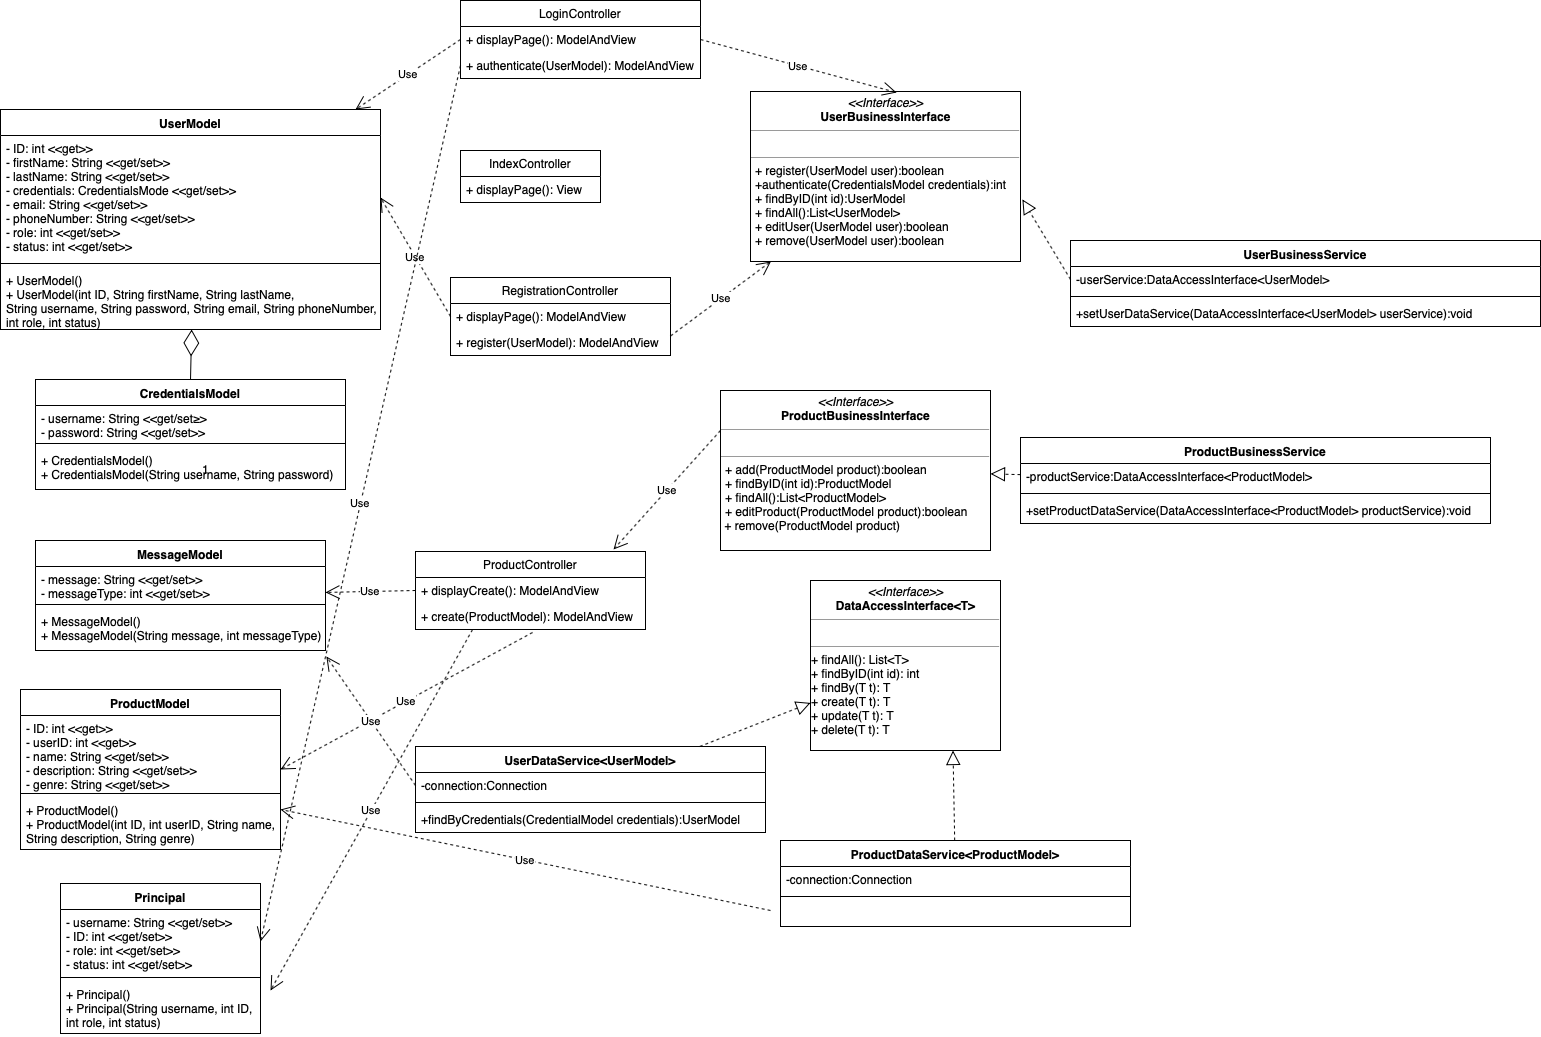 LoginController
+ displayPage(): ModelAndView
+ authenticate(UserModel): ModelAndView
Use
Use
UserModel
- ID: int <<get>>
- firstName: String <<get/set>>
- lastName: String <<get/set>>
- credentials: CredentialsMode <<get/set>>
- email: String <<get/set>>
- phoneNumber: String <<get/set>>
- role: int <<get/set>>
- status: int <<get/set>>
+ UserModel()
+ UserModel(int ID, String firstName, String lastName,
String username, String password, String email, String phoneNumber,
int role, int status)
IndexController
+ displayPage(): View
<<Interface>>
UserBusinessInterface
+ register(UserModel user):boolean
+authenticate(CredentialsModel credentials):int
+ findByID(int id):UserModel
+ findAll():List<UserModel>
+ editUser(UserModel user):boolean
+ remove(UserModel user):boolean
UserBusinessService
-userService:DataAccessInterface<UserModel>
+setUserDataService(DataAccessInterface<UserModel> userService):void
Use
RegistrationController
+ displayPage(): ModelAndView
+ register(UserModel): ModelAndView
Use
CredentialsModel
- username: String <<get/set>>
- password: String <<get/set>>
+ CredentialsModel()
1
+ CredentialsModel(String username, String password)
<<Interface>>
ProductBusinessInterface
+ add(ProductModel product):boolean
+ findByID(int id):ProductModel
+ findAll():List<ProductModel>
+ editProduct(ProductModel product):boolean
+ remove(ProductModel product)
ProductBusinessService
-productService:DataAccessInterface<ProductModel>
+setProductDataService(DataAccessInterface<ProductModel> productService):void
Use
Use
MessageModel
- message: String <<get/set>>
- messageType: int <<get/set>>
+ MessageModel()
+ MessageModel(String message, int messageType)
Use
ProductController
+ displayCreate(): ModelAndView
+ create(ProductModel): ModelAndView
<<Interface>>
DataAccessInterface<T>
+ findAll(): List<T>
+ findByID(int id): int
+ findBy(T t): T
+ create(T t): T
+ update(T t): T
+ delete(T t): T
ProductModel
- ID: int <<get>>
- userID: int <<get>>
- name: String <<get/set>>
- description: String <<get/set>>
- genre: String <<get/set>>
+ ProductModel()
+ ProductModel(int ID, int userID, String name,
String description, String genre)
Use
Use
Use
UserDataService<UserModel>
-connection:Connection
+findByCredentials(CredentialModel credentials):UserModel
Use
ProductDataService<ProductModel>
-connection:Connection
Principal
- username: String <<get/set>>
- ID: int <<get/set>>
- role: int <<get/set>>
- status: int <<get/set>>
+ Principal()
+ Principal(String username, int ID,
int role, int status)